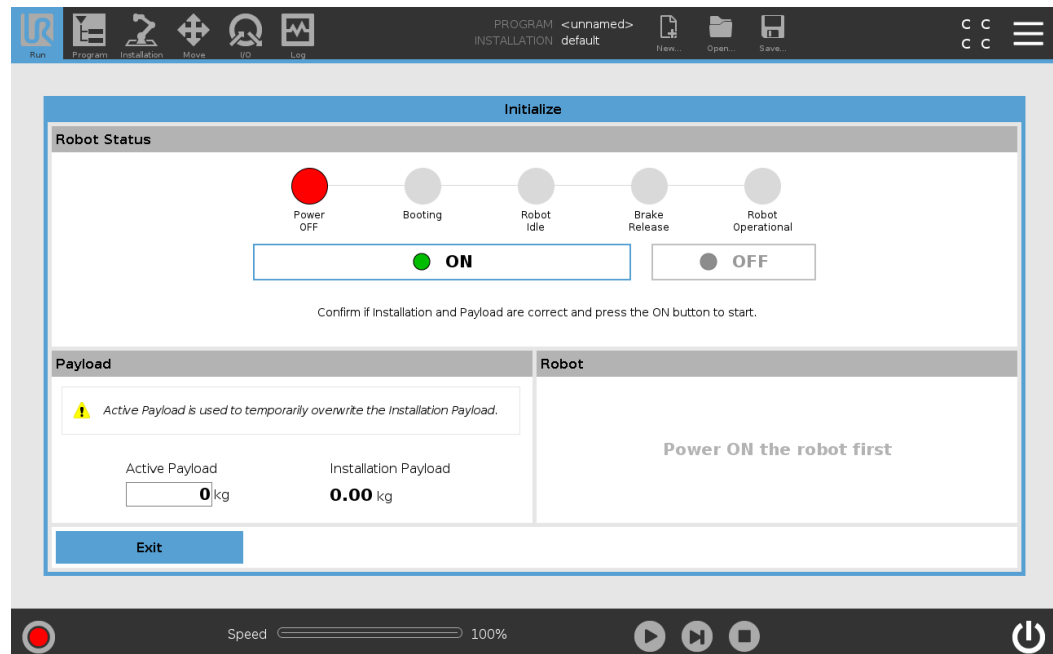 UR
PROGRAM <unnamed>
INSTALLATION default
C C
C C
Run Program Installation Move I/O Log New... Open... Save...
Initialize
Robot Status
Power OFF
Booting
Robot Idle
Brake Release
Robot Operational
ON OFF
Confirm if Installation and Payload are correct and press the ON button to start.
Payload
Active Payload is used to temporarily overwrite the Installation Payload.
Active Payload Installation Payload
0 kg 0.00 kg
Robot
Power ON the robot first
Exit
Speed 100%